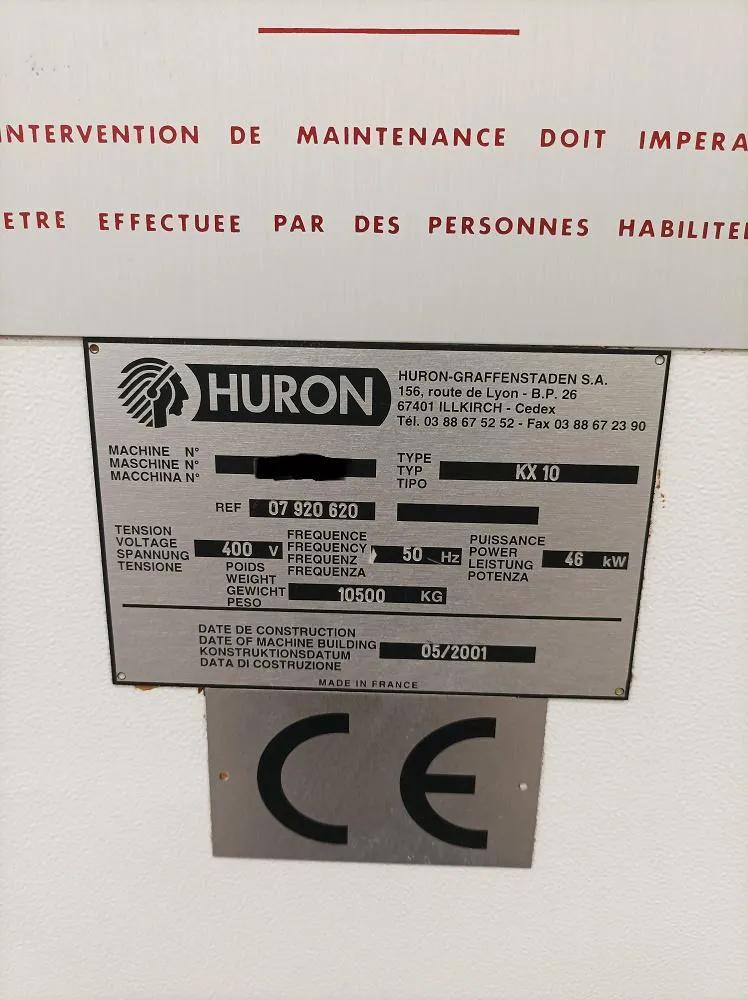 INTERVENTION DE MAINTENANCE DOIT IMPERA
ETRE EFFECTUEE PAR DES PERSONNES HABILITE
HURON
HURON-GRAFFENSTADEN S.A.
156, route de Lyon - B.P. 26
67401 ILLKIRCH - Cedex
Tél. 03 88 67 52 52 - Fax 03 88 67 23 90
MACHINE N°
MASCHINE N°
MACCHINA N°
TYPE
TYP
TIPO
KX 10
REF 07 920 620
TENSION
VOLTAGE
SPANNUNG
TENSIONE
400 V
FREQUENCE
FREQUENCY
FREQUENZ
FREQUENZA
50 Hz
PUISSANCE
POWER
LEISTUNG
POTENZA
46 kW
POIDS
WEIGHT
GEWICHT
PESO
10500 KG
DATE DE CONSTRUCTION
DATE OF MACHINE BUILDING
KONSTRUKTIONSDATUM
DATA DI COSTRUZIONE
05/2001
MADE IN FRANCE
CE